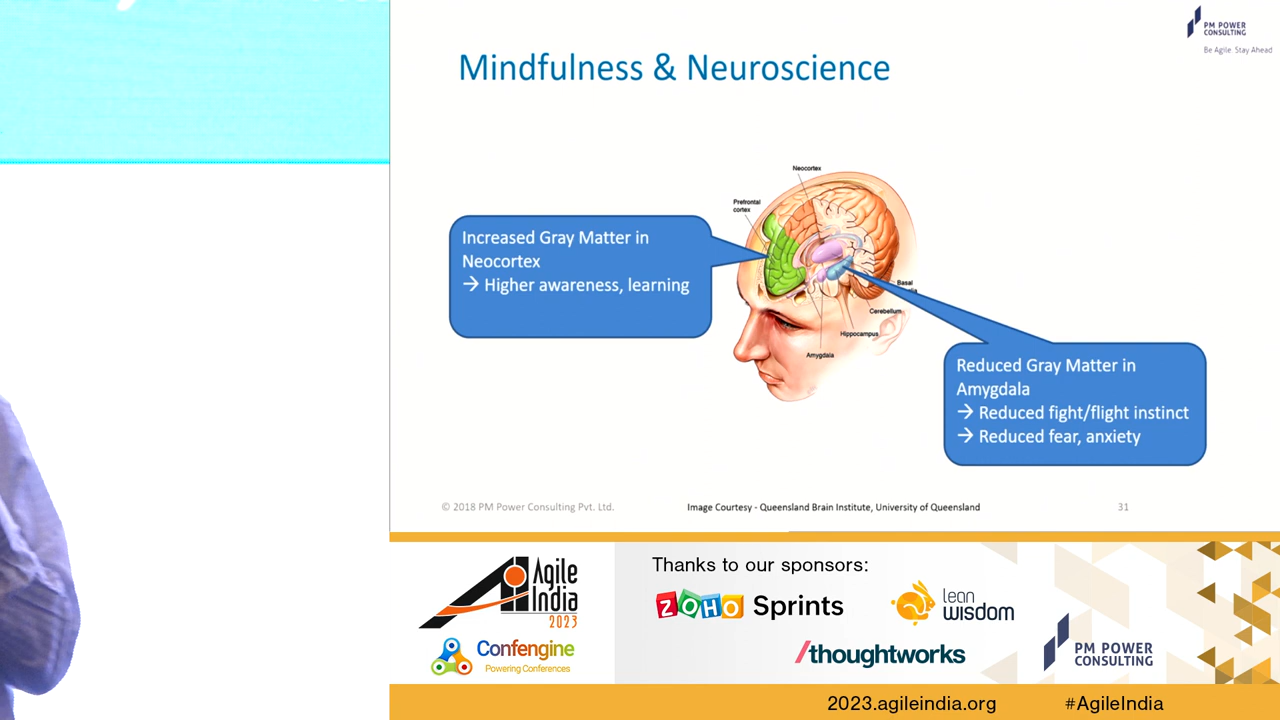 PM POWER
CONSULTING
Be Agile Stay Ahead
Mindfulness & Neuroscience
Neocortex
Prefrontal
cortex
Increased Gray Matter in
Neocortex
→ Higher awareness, learning
Basal
Cerebellum
Hippocampus
Amygdala
Reduced Gray Matter in
Amygdala
→ Reduced fight/flight instinct
→ Reduced fear, anxiety
© 2018 PM Power Consulting Pvt. Ltd.
Image Courtesy - Queensland Brain Institute, University of Queensland
31
Agile
India
2023
Confengine
Powering Conferences
Thanks to our sponsors:
ZOHO Sprints
lean
wisdom
/thoughtworks
PM POWER
CONSULTING
2023.agileindia.org
#AgileIndia